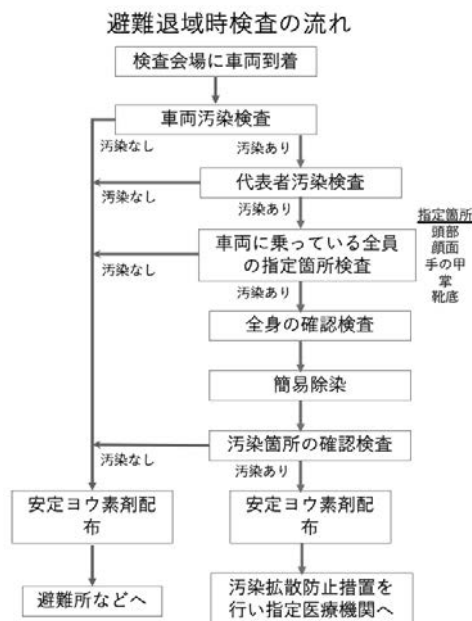 避難退域時検査の流れ
検査会場に車両到着
車両汚染検査
汚染なし
汚染あり
代表者汚染検査
汚染なし
汚染あり
指定箇所
頭部
顔面
手の甲
掌
靴底
車両に乗っている全員
の指定箇所検査
汚染なし
汚染あり
全身の確認検査
簡易除染
汚染箇所の確認検査
汚染なし
汚染あり
安定ヨウ素剤配
布
安定ヨウ素剤配
布
避難所などへ
汚染拡散防止措置を
行い指定医療機関へ